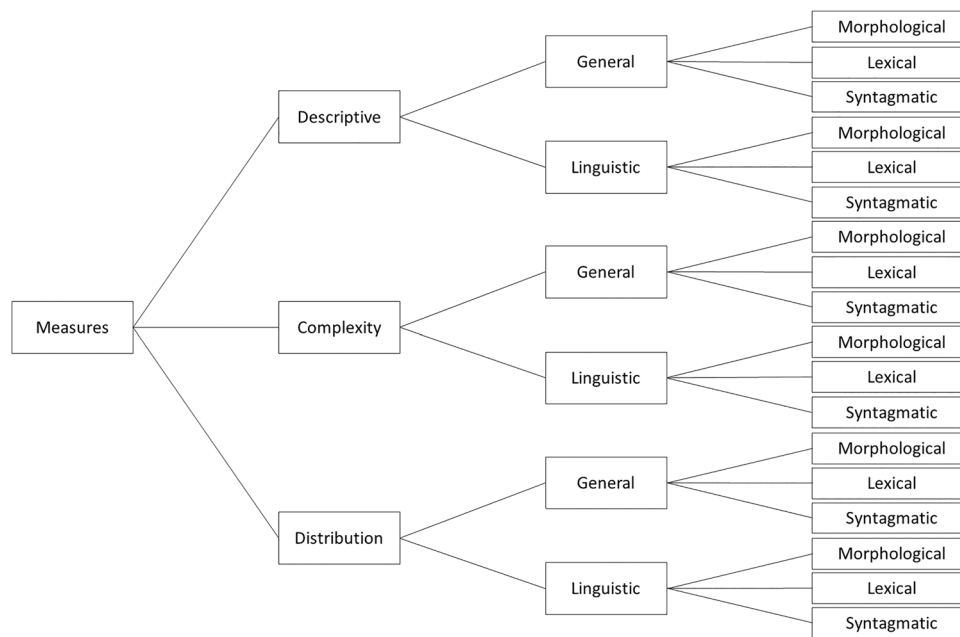 Measures
Descriptive
General
Morphological
Lexical
Syntagmatic
Linguistic
Morphological
Lexical
Syntagmatic
Complexity
General
Morphological
Lexical
Syntagmatic
Linguistic
Morphological
Lexical
Syntagmatic
Distribution
General
Morphological
Lexical
Syntagmatic
Linguistic
Morphological
Lexical
Syntagmatic